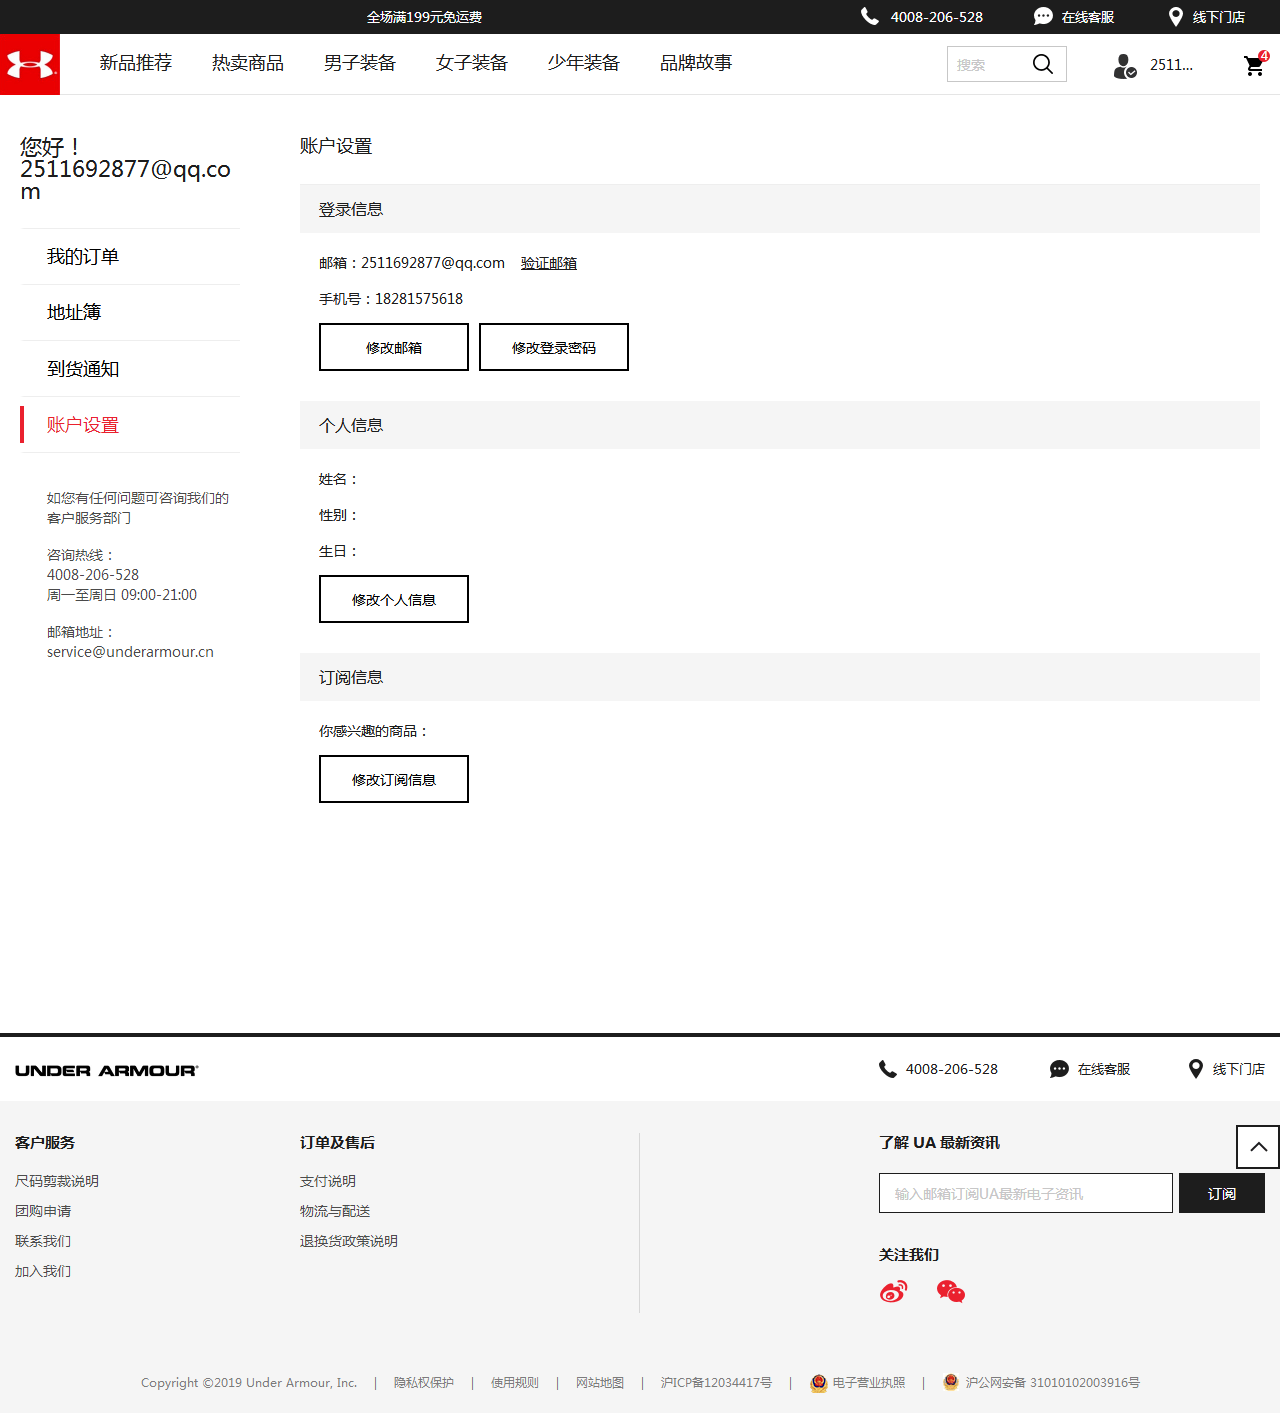 全场满199元免运费
4008-206-528
在线客服
线下门店
新品推荐
热卖商品
男子装备
女子装备
少年装备
品牌故事
搜索
2511...
4
您好！
2511692877@qq.co
m
我的订单
地址簿
到货通知
账户设置
如您有任何问题可咨询我们的
客户服务部门
咨询热线：
4008-206-528
周一至周日 09:00-21:00
邮箱地址：
service@underarmour.cn
账户设置
登录信息
邮箱：2511692877@qq.com 验证邮箱
手机号：18281575618
修改邮箱
修改登录密码
个人信息
姓名：
性别：
生日：
修改个人信息
订阅信息
你感兴趣的商品：
修改订阅信息
UNDER ARMOUR
4008-206-528
在线客服
线下门店
客户服务
尺码剪裁说明
团购申请
联系我们
加入我们
订单及售后
支付说明
物流与配送
退换货政策说明
了解 UA 最新资讯
输入邮箱订阅UA最新电子资讯
订阅
关注我们
Copyright ©2019 Under Armour, Inc. | 隐私权保护 | 使用规则 | 网站地图 | 沪ICP备12034417号 | 电子营业执照 | 沪公网安备 31010102003916号